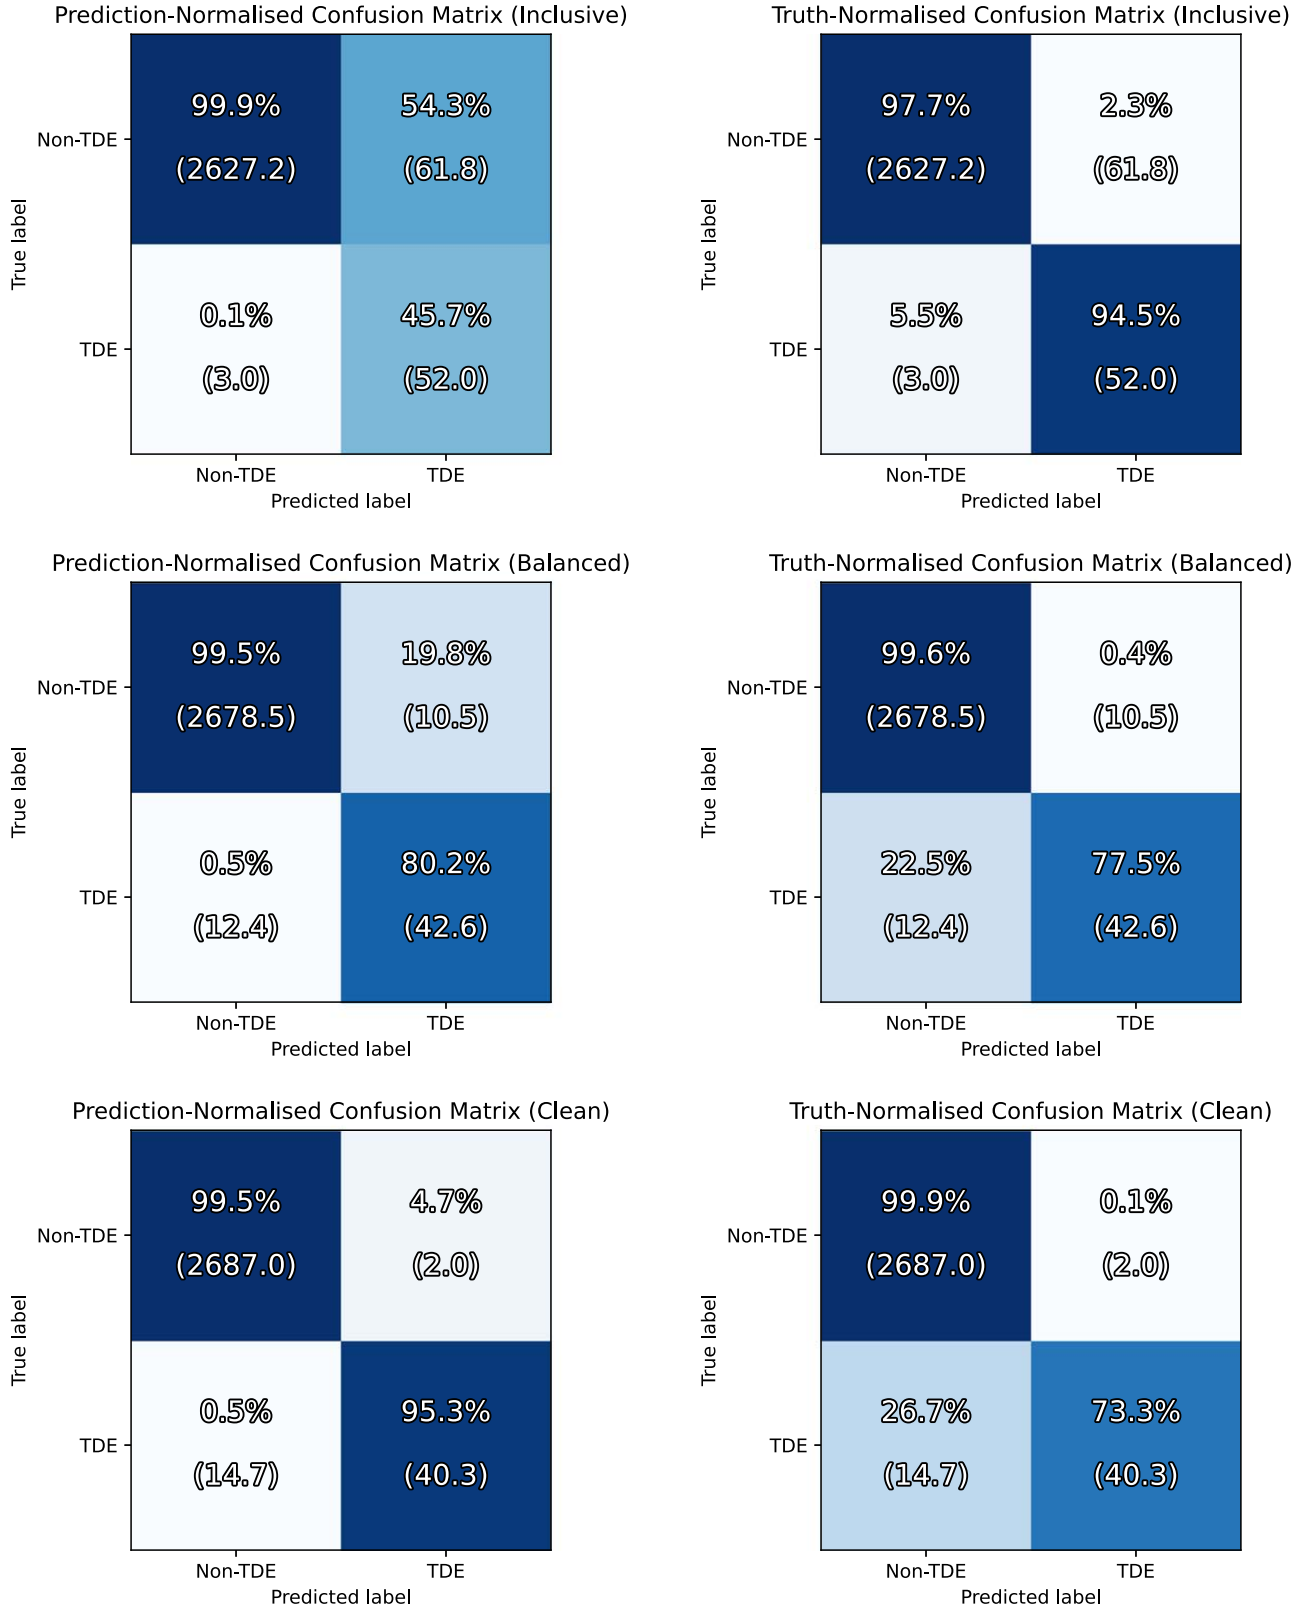 Prediction-Normalised Confusion Matrix (Inclusive)
True label
Non-TDE
99.9%
(2627.2)
54.3%
(61.8)
TDE
0.1%
(3.0)
45.7%
(52.0)
Non-TDE
TDE
Predicted label
Truth-Normalised Confusion Matrix (Inclusive)
True label
Non-TDE
97.7%
(2627.2)
2.3%
(61.8)
TDE
5.5%
(3.0)
94.5%
(52.0)
Non-TDE
TDE
Predicted label
Prediction-Normalised Confusion Matrix (Balanced)
True label
Non-TDE
99.5%
(2678.5)
19.8%
(10.5)
TDE
0.5%
(12.4)
80.2%
(42.6)
Non-TDE
TDE
Predicted label
Truth-Normalised Confusion Matrix (Balanced)
True label
Non-TDE
99.6%
(2678.5)
0.4%
(10.5)
TDE
22.5%
(12.4)
77.5%
(42.6)
Non-TDE
TDE
Predicted label
Prediction-Normalised Confusion Matrix (Clean)
True label
Non-TDE
99.5%
(2687.0)
4.7%
(2.0)
TDE
0.5%
(14.7)
95.3%
(40.3)
Non-TDE
TDE
Predicted label
Truth-Normalised Confusion Matrix (Clean)
True label
Non-TDE
99.9%
(2687.0)
0.1%
(2.0)
TDE
26.7%
(14.7)
73.3%
(40.3)
Non-TDE
TDE
Predicted label